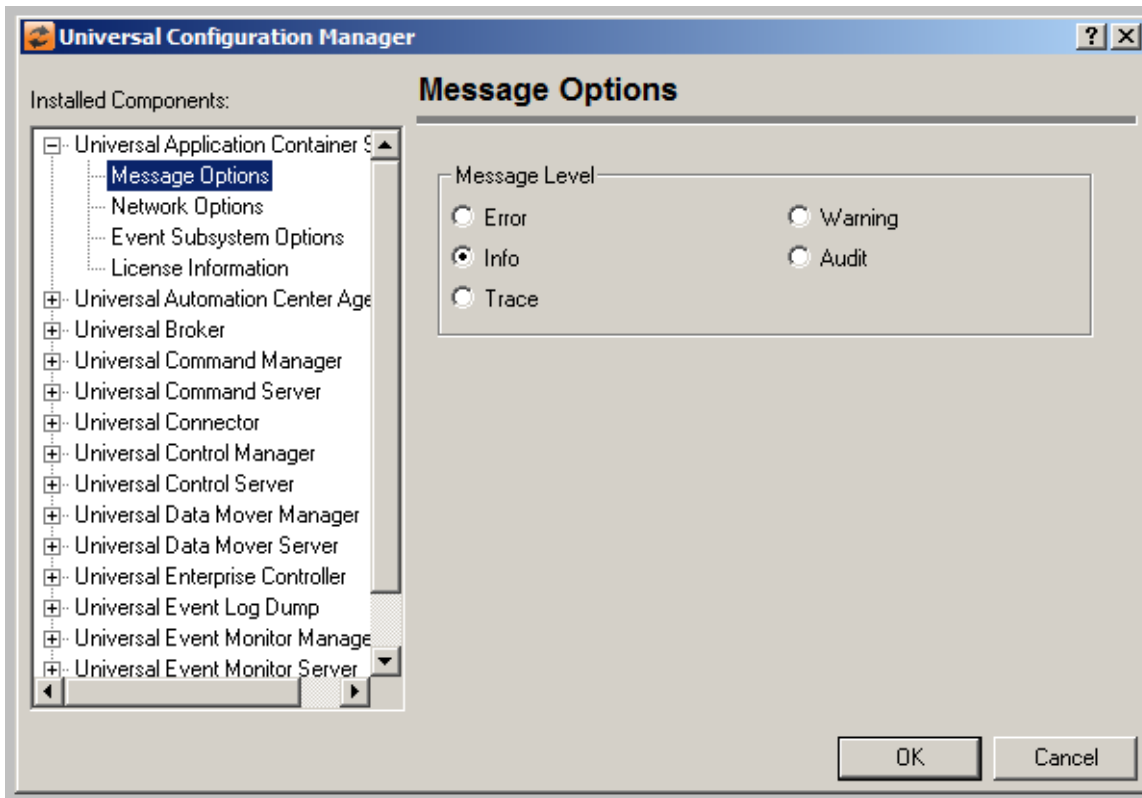 Universal Configuration Manager
Installed Components:
Message Options
Universal Application Container S
Message Options
Network Options
Event Subsystem Options
License Information
Universal Automation Center Age
Universal Broker
Universal Command Manager
Universal Command Server
Universal Connector
Universal Control Manager
Universal Control Server
Universal Data Mover Manager
Universal Data Mover Server
Universal Enterprise Controller
Universal Event Log Dump
Universal Event Monitor Manage
Universal Event Monitor Server
Message Level
Error
Warning
Info
Audit
Trace
OK
Cancel